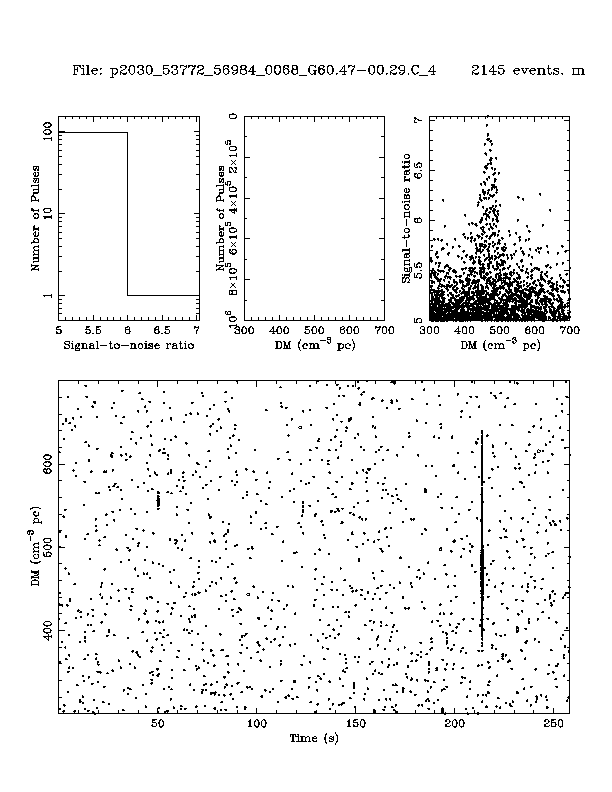 File: p2030_53772_56984_0068_G60.47-00.29.C_4 2145 events. m
Number of Pulses
100
10
1
5 5.5 6 6.5 7
Signal-to-noise ratio
Number of Pulses
0
2×10⁵
4×10⁵
6×10⁵
8×10⁵
10⁶
300 400 500 600 700
DM (cm⁻³ pc)
Signal-to-noise ratio
7
6.5
6
5.5
5
300 400 500 600 700
DM (cm⁻³ pc)
DM (cm⁻³ pc)
600
500
400
50 100 150 200 250
Time (s)